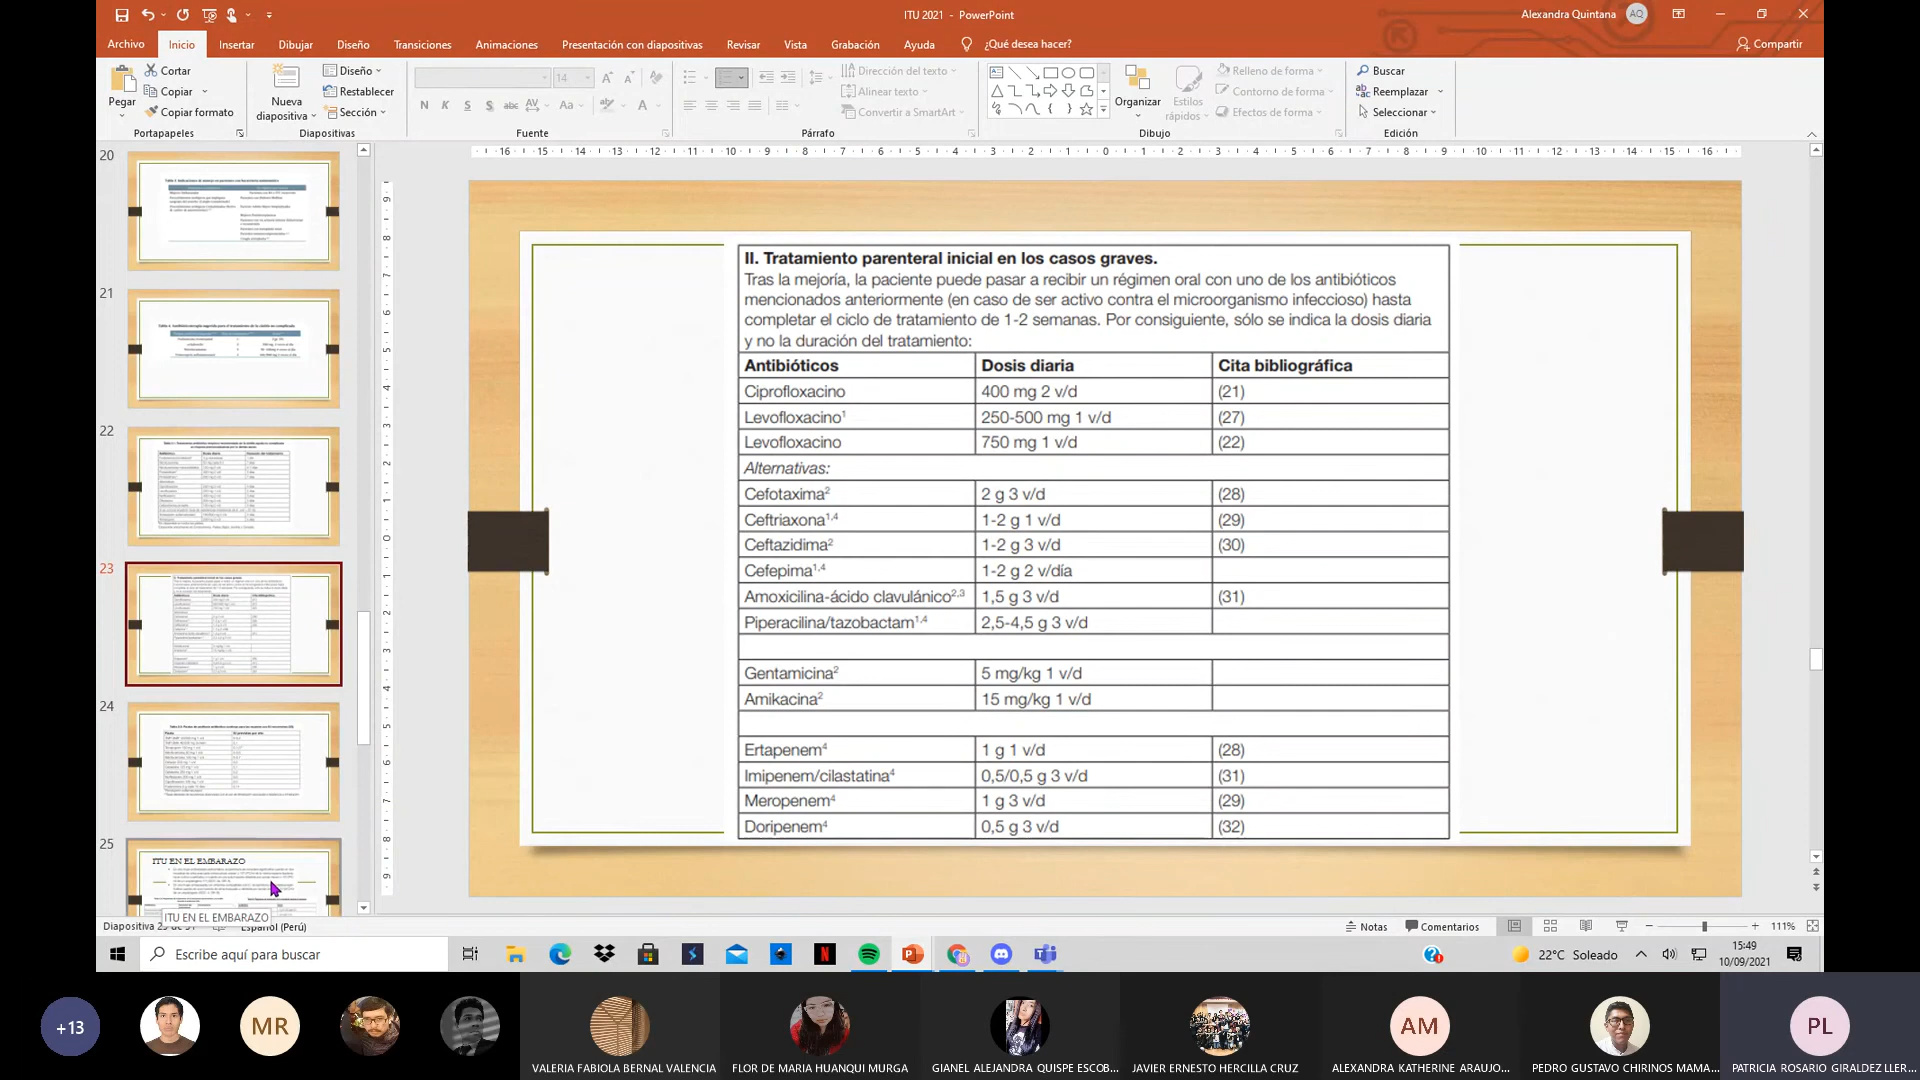 ITU 2021 - PowerPoint
Alexandra Quintana
AQ
Archivo
Inicio
Insertar
Dibujar
Diseño
Transiciones
Animaciones
Presentación con diapositivas
Revisar
Vista
Grabación
Ayuda
¿Qué desea hacer?
Compartir
Pegar
Cortar
Copiar
Copiar formato
Portapapeles
Nueva diapositiva
Diseño
Restablecer
Sección
Diapositivas
14
Fuente
Dirección del texto
Alinear texto
Convertir a SmartArt
Párrafo
Organizar
Estilos rápidos
Relleno de forma
Contorno de forma
Efectos de forma
Dibujo
Buscar
Reemplazar
Seleccionar
Edición
20
21
22
23
24
25
ITU EN EL EMBARAZO
ITU EN EL EMBARAZO
II. Tratamiento parenteral inicial en los casos graves.
Tras la mejoría, la paciente puede pasar a recibir un régimen oral con uno de los antibióticos
mencionados anteriormente (en caso de ser activo contra el microorganismo infeccioso) hasta
completar el ciclo de tratamiento de 1-2 semanas. Por consiguiente, sólo se indica la dosis diaria
y no la duración del tratamiento:
Antibióticos Dosis diaria Cita bibliográfica
Ciprofloxacino 400 mg 2 v/d (21)
Levofloxacino¹ 250-500 mg 1 v/d (27)
Levofloxacino 750 mg 1 v/d (22)
Alternativas:
Cefotaxima² 2 g 3 v/d (28)
Ceftriaxona¹,⁴ 1-2 g 1 v/d (29)
Ceftazidima² 1-2 g 3 v/d (30)
Cefepima¹,⁴ 1-2 g 2 v/día
Amoxicilina-ácido clavulánico²,³ 1,5 g 3 v/d (31)
Piperacilina/tazobactam¹,⁴ 2,5-4,5 g 3 v/d
Gentamicina² 5 mg/kg 1 v/d
Amikacina² 15 mg/kg 1 v/d
Ertapenem⁴ 1 g 1 v/d (28)
Imipenem/cilastatina⁴ 0,5/0,5 g 3 v/d (31)
Meropenem⁴ 1 g 3 v/d (29)
Doripenem⁴ 0,5 g 3 v/d (32)
Español (Perú)
Notas
Comentarios
111%
Escribe aquí para buscar
22°C Soleado
15:49
10/09/2021
+13
MR
AM
PL
VALERIA FABIOLA BERNAL VALENCIA
FLOR DE MARIA HUANQUI MURGA
GIANEL ALEJANDRA QUISPE ESCOB...
JAVIER ERNESTO HERCILLA CRUZ
ALEXANDRA KATHERINE ARAUJO...
PEDRO GUSTAVO CHIRINOS MAMA...
PATRICIA ROSARIO GIRALDEZ LLER...